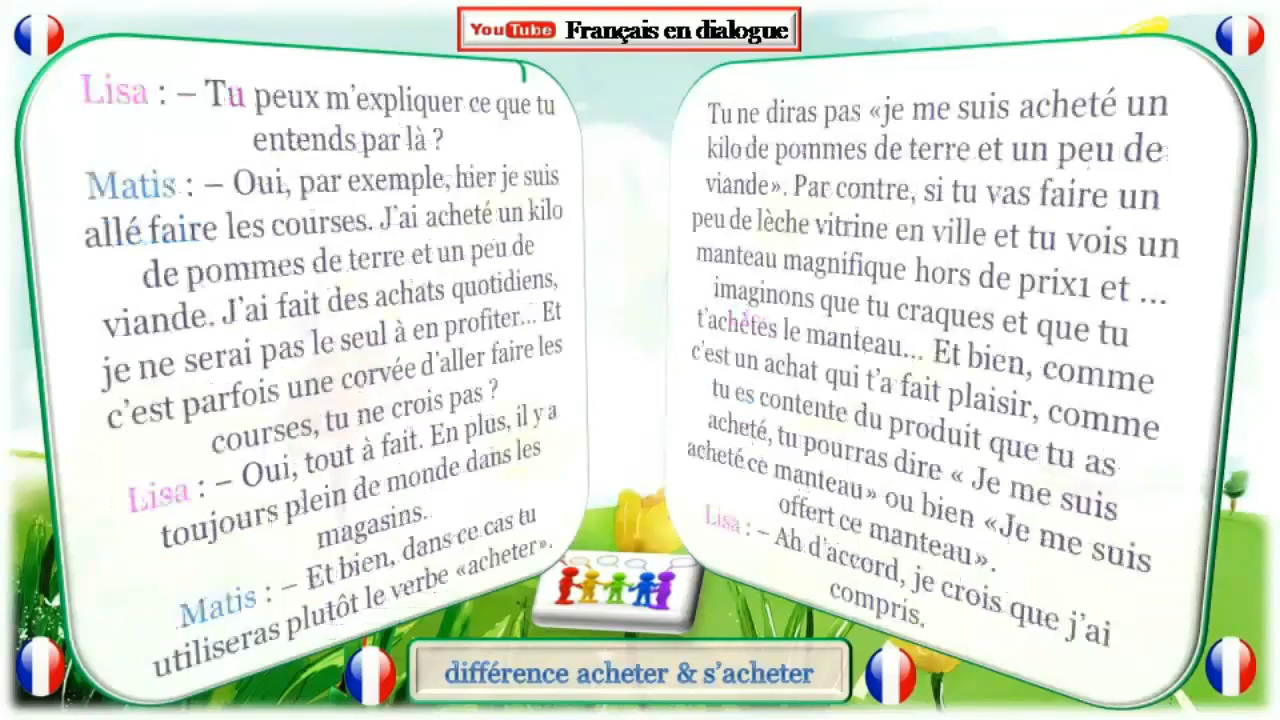 YouTube Français en dialogue
Lisa : – Tu peux m'expliquer ce que tu
entends par là ?
Matis : – Oui, par exemple, hier je suis
allé faire les courses. J'ai acheté un kilo
de pommes de terre et un peu de
viande. J'ai fait des achats quotidiens,
je ne serai pas le seul à en profiter... Et
c'est parfois une corvée d'aller faire les
courses, tu ne crois pas ?
Lisa : – Oui, tout à fait. En plus, il y a
toujours plein de monde dans les
magasins.
Matis : – Et bien, dans ce cas tu
utiliseras plutôt le verbe «acheter».
Tu ne diras pas «je me suis acheté un
kilo de pommes de terre et un peu de
viande». Par contre, si tu vas faire un
peu de lèche vitrine en ville et tu vois un
manteau magnifique hors de prix1 et ...
imaginons que tu craques et que tu
t'achètes le manteau... Et bien, comme
c'est un achat qui t'a fait plaisir, comme
tu es contente du produit que tu as
acheté, tu pourras dire « Je me suis
acheté ce manteau» ou bien «Je me suis
offert ce manteau».
Lisa : – Ah d'accord, je crois que j'ai
compris.
différence acheter & s'acheter